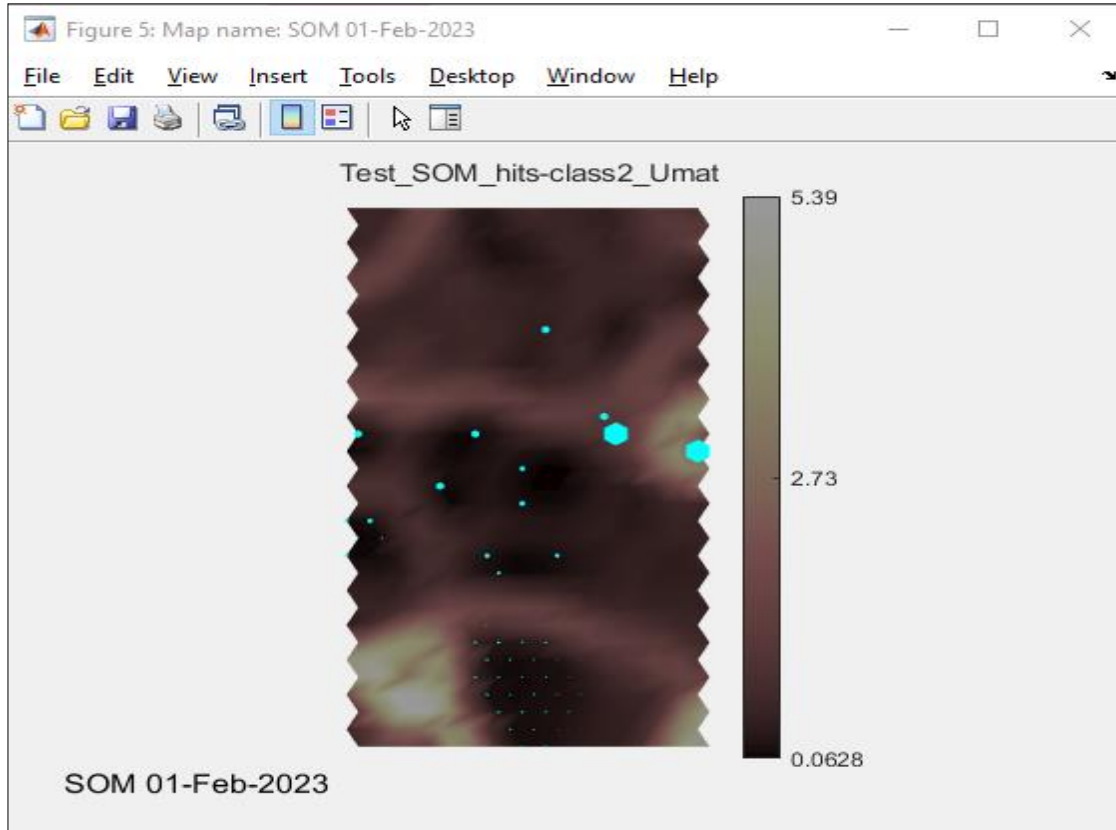 Figure 5: Map name: SOM 01-Feb-2023
File Edit View Insert Tools Desktop Window Help
Test_SOM_hits-class2_Umat
5.39
2.73
0.0628
SOM 01-Feb-2023